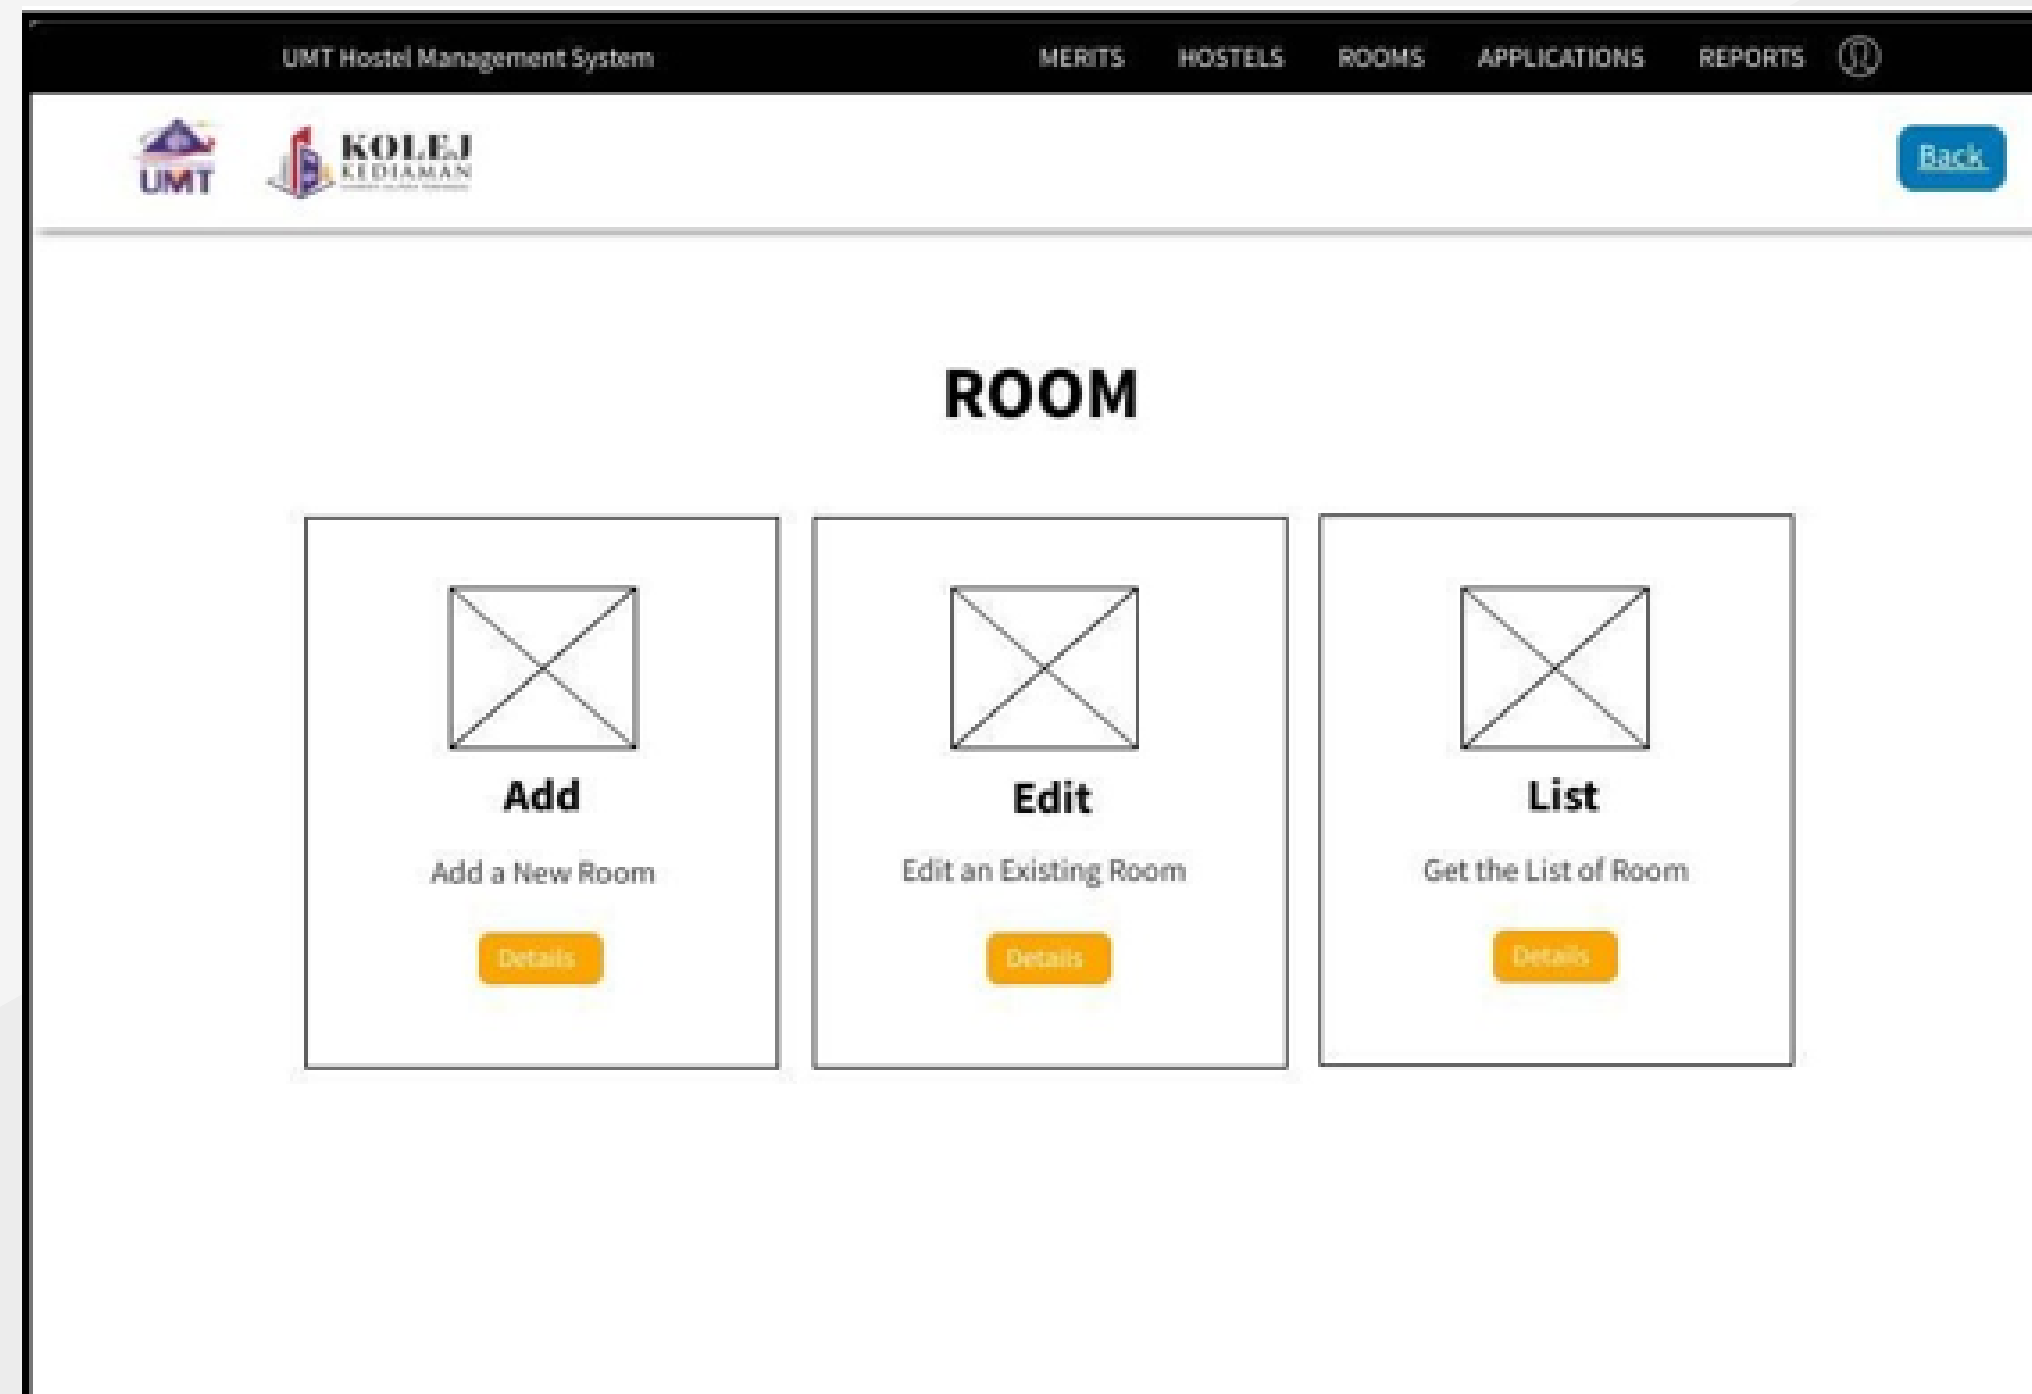 UMT Hostel Management System
MERITS HOSTELS ROOMS APPLICATIONS REPORTS
UMT
KOLEJ
KEDIAMAN
Back
ROOM
Add
Add a New Room
Details
Edit
Edit an Existing Room
Details
List
Get the List of Room
Details